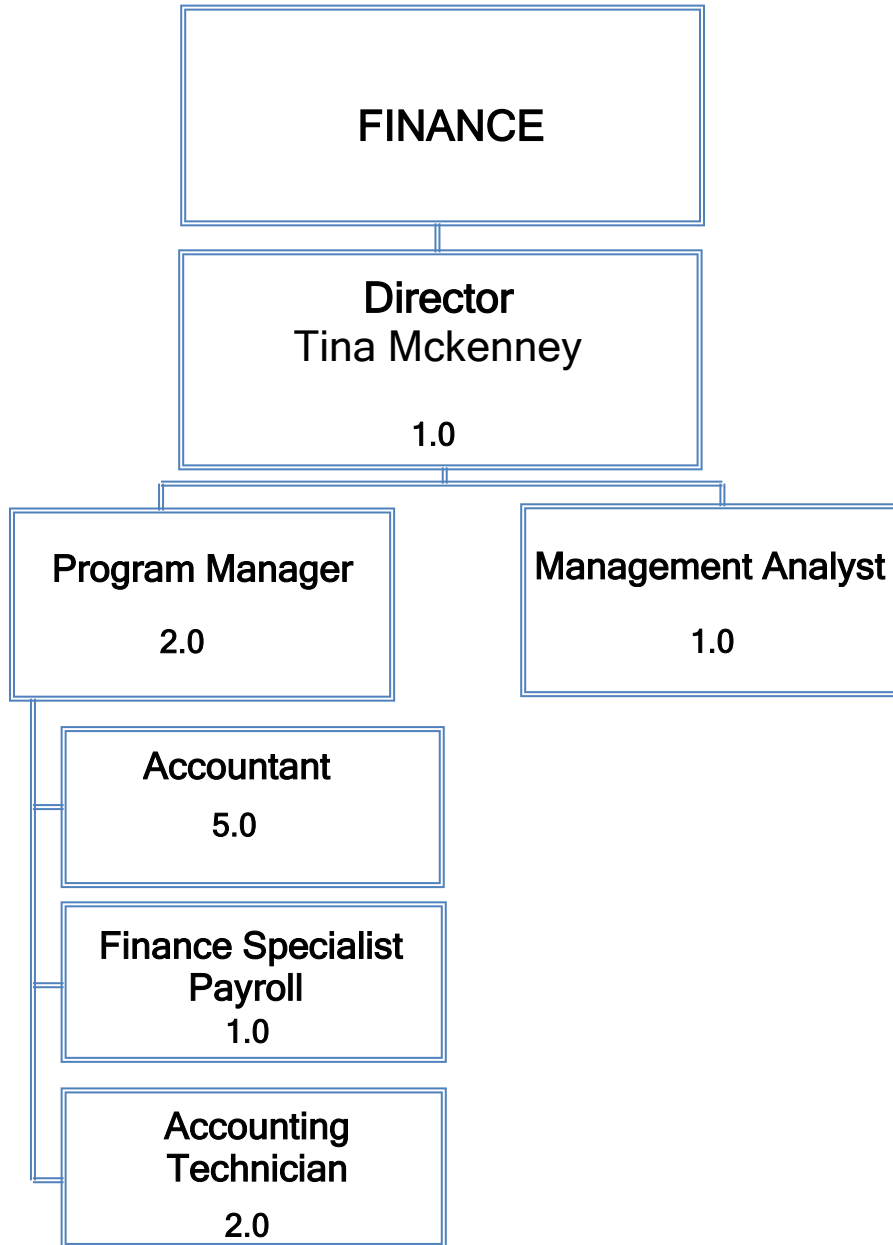 FINANCE
Director
Tina Mckenney
1.0
Program Manager
2.0
Management Analyst
1.0
Accountant
5.0
Finance Specialist
Payroll
1.0
Accounting
Technician
2.0